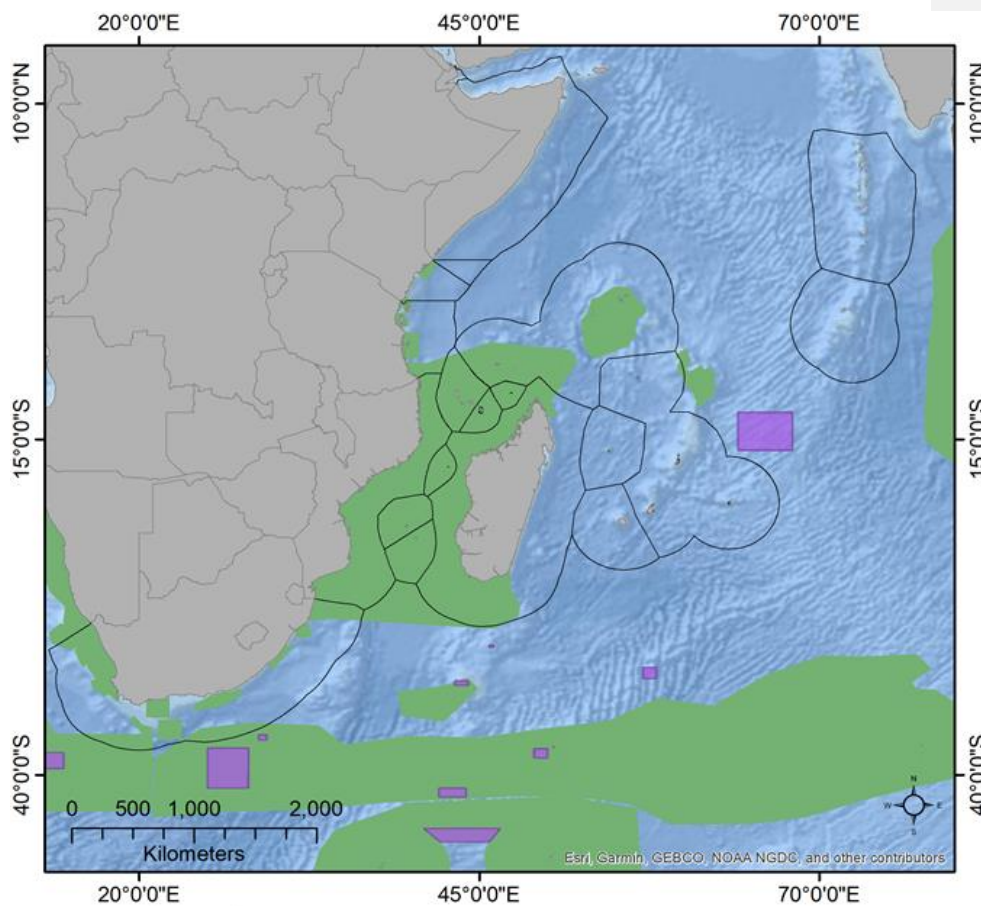 20°0'0"E 45°0'0"E 70°0'0"E
10°0'0"N 10°0'0"N
15°0'0"S 15°0'0"S
40°0'0"S 40°0'0"S
0 500 1,000 2,000
Kilometers
N
W E
S
Esri, Garmin, GEBCO, NOAA NGDC, and other contributors
20°0'0"E 45°0'0"E 70°0'0"E